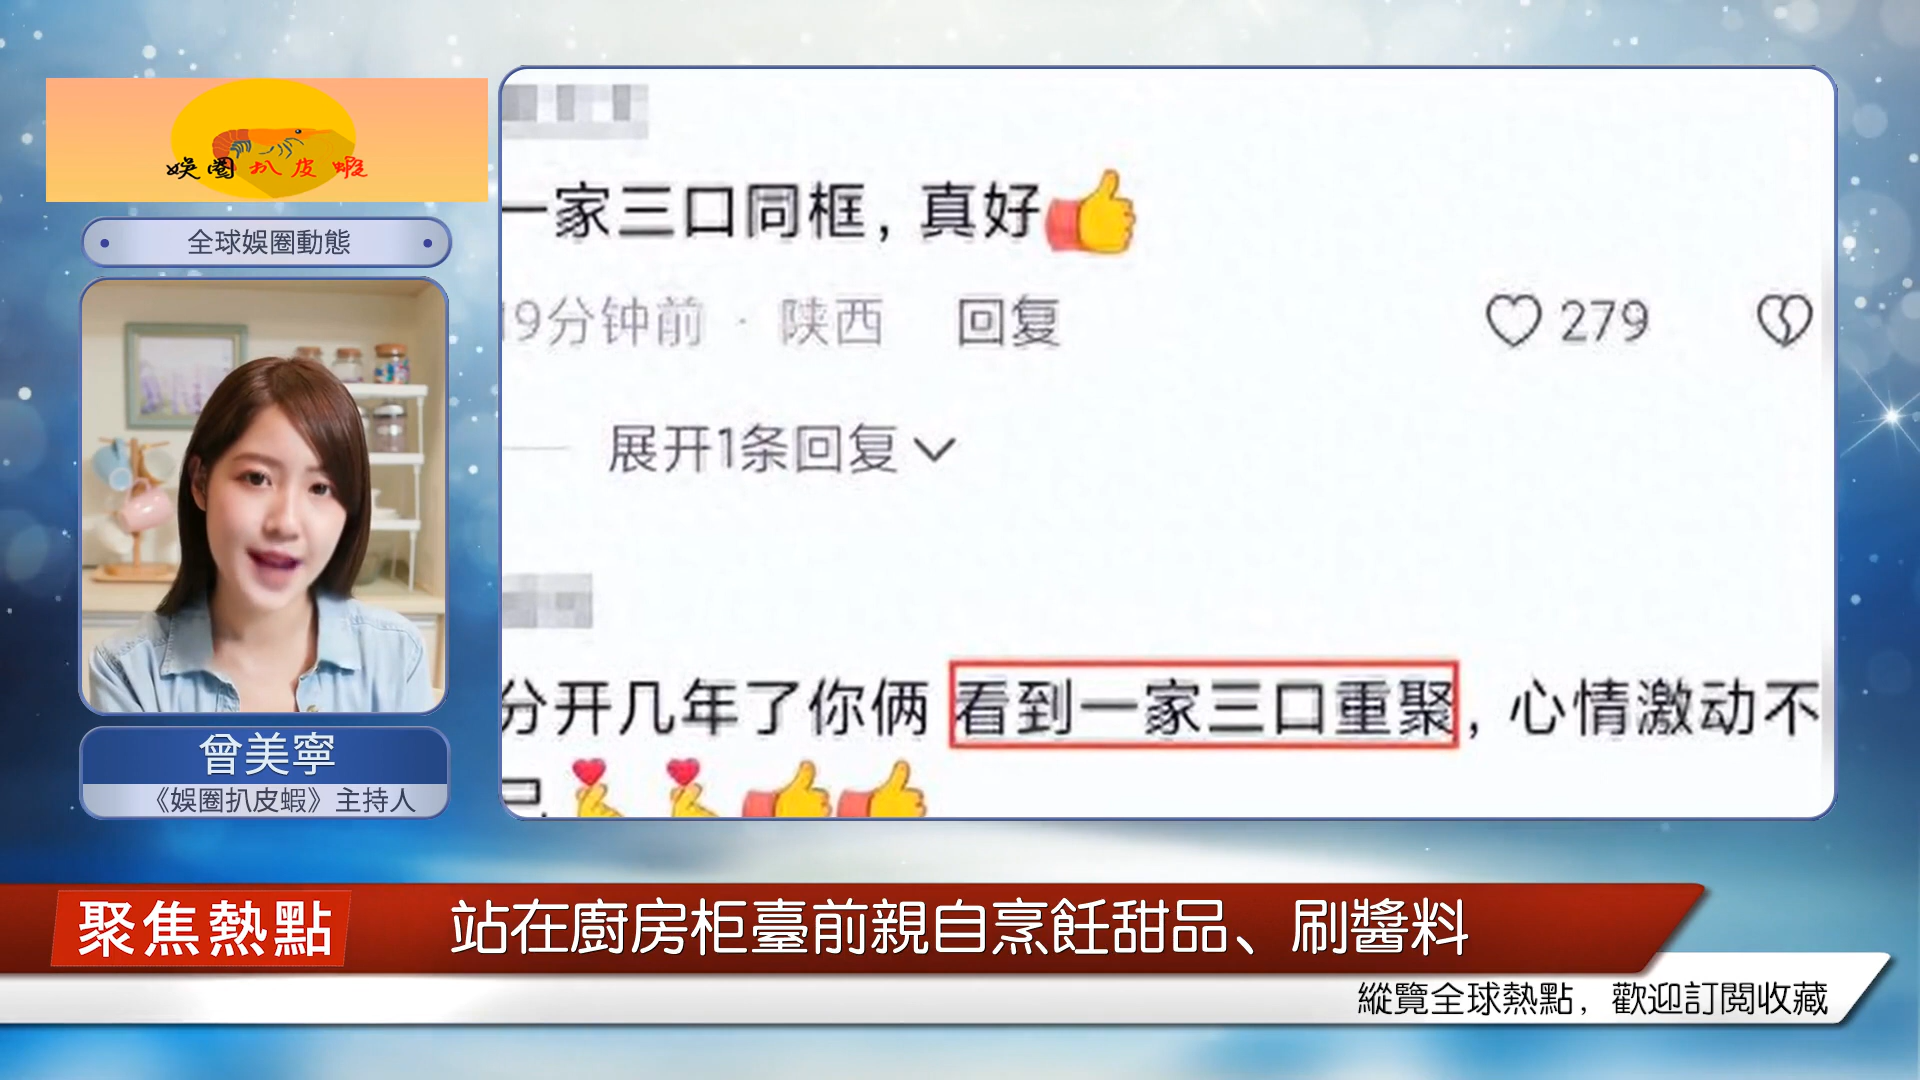 娛圈扒皮蝦
全球娛圈動態
曾美寧
《娛圈扒皮蝦》主持人
一家三口同框，真好
19分钟前 · 陕西 回复
279
展开1条回复
分开几年了你俩 看到一家三口重聚，心情激动不
已
聚焦熱點
站在廚房柜臺前親自烹飪甜品、刷醬料
縱覽全球熱點，歡迎訂閱收藏